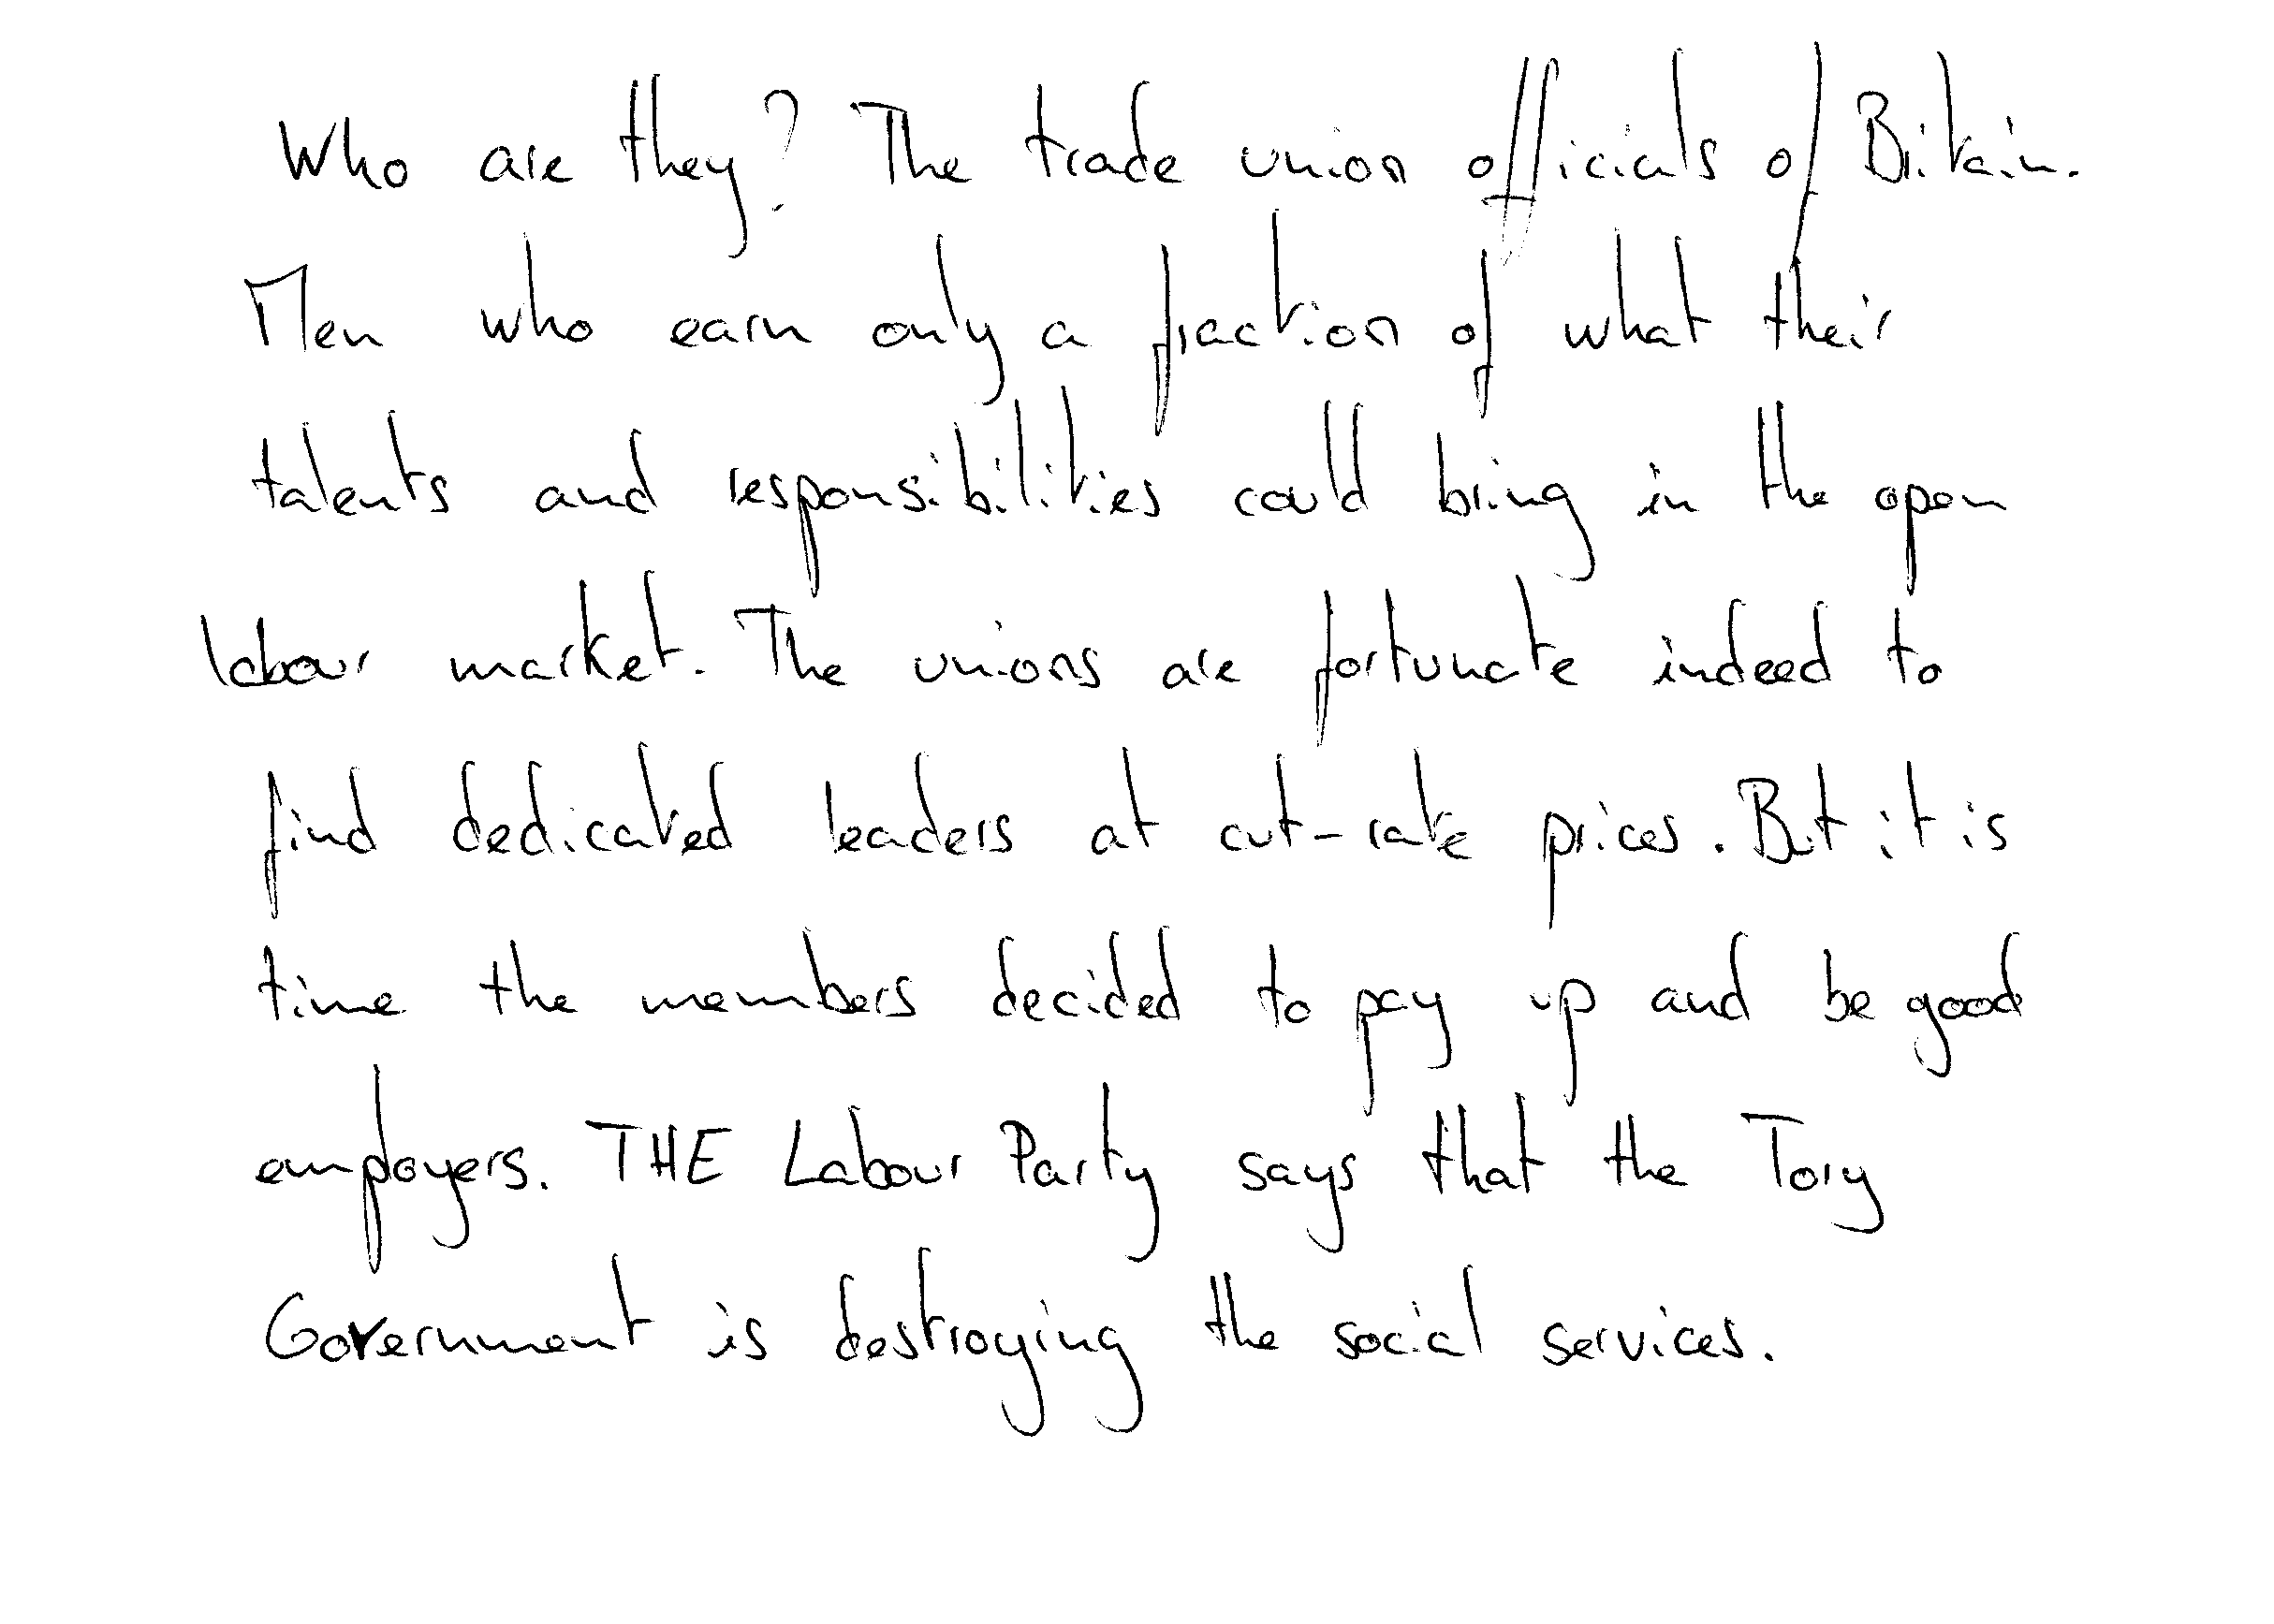 Who are they? The trade union officials of Britain.
Men who earn only a fraction of what their
talents and responsibilities could bring in the open
labour market. The unions are fortunate indeed to
find dedicated leaders at cut-rate prices. But it is
time the members decided to pay up and be good
employers. THE Labour Party says that the Tory
Government is destroying the social services.